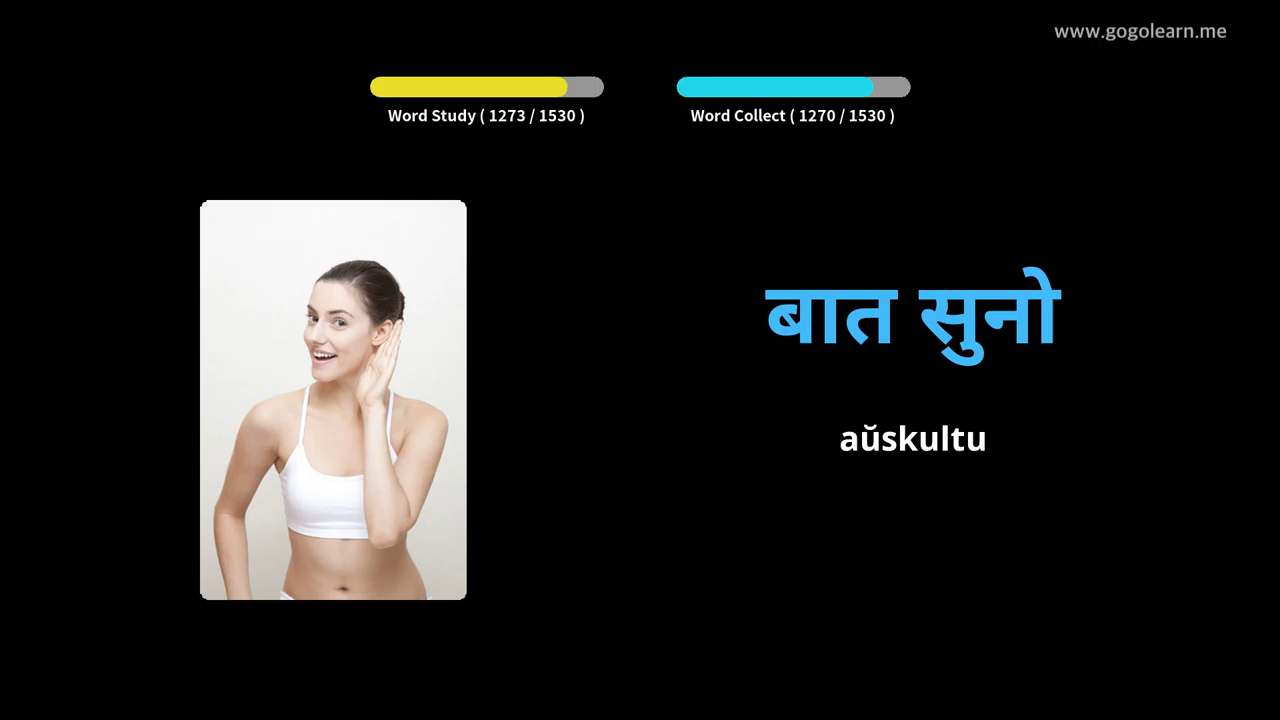 www.gogolearn.me
Word Study ( 1273 / 1530 )
Word Collect ( 1270 / 1530 )
बात सुनो
aŭskultu